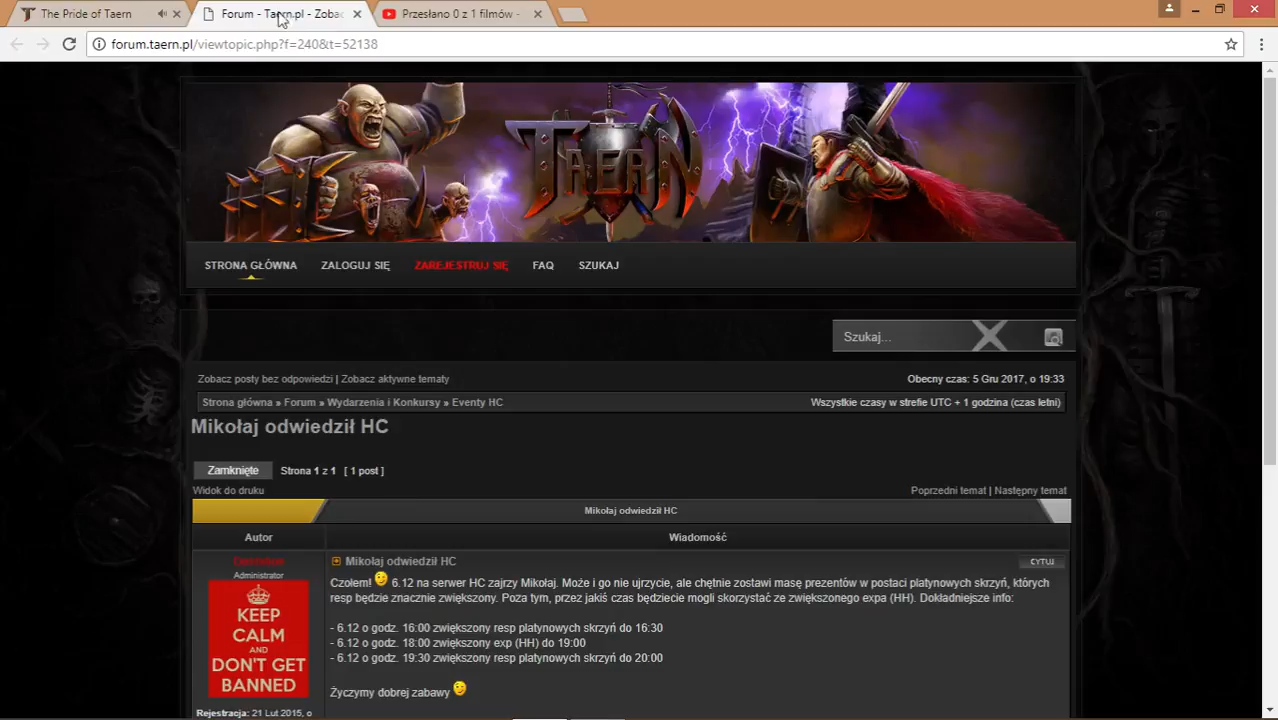 The Pride of Taern
Forum - Taern.pl - Zobac
Przesłano 0 z 1 filmów -
forum.taern.pl/viewtopic.php?f=240&t=52138
TAERN
STRONA GŁÓWNA
ZALOGUJ SIĘ
ZAREJESTRUJ SIĘ
FAQ
SZUKAJ
Szukaj...
Zobacz posty bez odpowiedzi | Zobacz aktywne tematy
Obecny czas: 5 Gru 2017, o 19:33
Strona główna » Forum » Wydarzenia i Konkursy » Eventy HC
Wszystkie czasy w strefie UTC + 1 godzina (czas letni)
Mikołaj odwiedził HC
Zamknięte
Strona 1 z 1 [ 1 post ]
Widok do druku
Poprzedni temat | Następny temat
Mikołaj odwiedził HC
Autor
Wiadomość
Administrator
Mikołaj odwiedził HC
CYTUJ
KEEP
CALM
AND
DON'T GET
BANNED
Czołem! 6.12 na serwer HC zajrzy Mikołaj. Może i go nie ujrzycie, ale chętnie zostawi masę prezentów w postaci platynowych skrzyń, których
resp będzie znacznie zwiększony. Poza tym, przez jakiś czas będziecie mogli skorzystać ze zwiększonego expa (HH). Dokładniejsze info:
- 6.12 o godz. 16:00 zwiększony resp platynowych skrzyń do 16:30
- 6.12 o godz. 18:00 zwiększony exp (HH) do 19:00
- 6.12 o godz. 19:30 zwiększony resp platynowych skrzyń do 20:00
Życzymy dobrej zabawy
Rejestracja: 21 Lut 2015, o